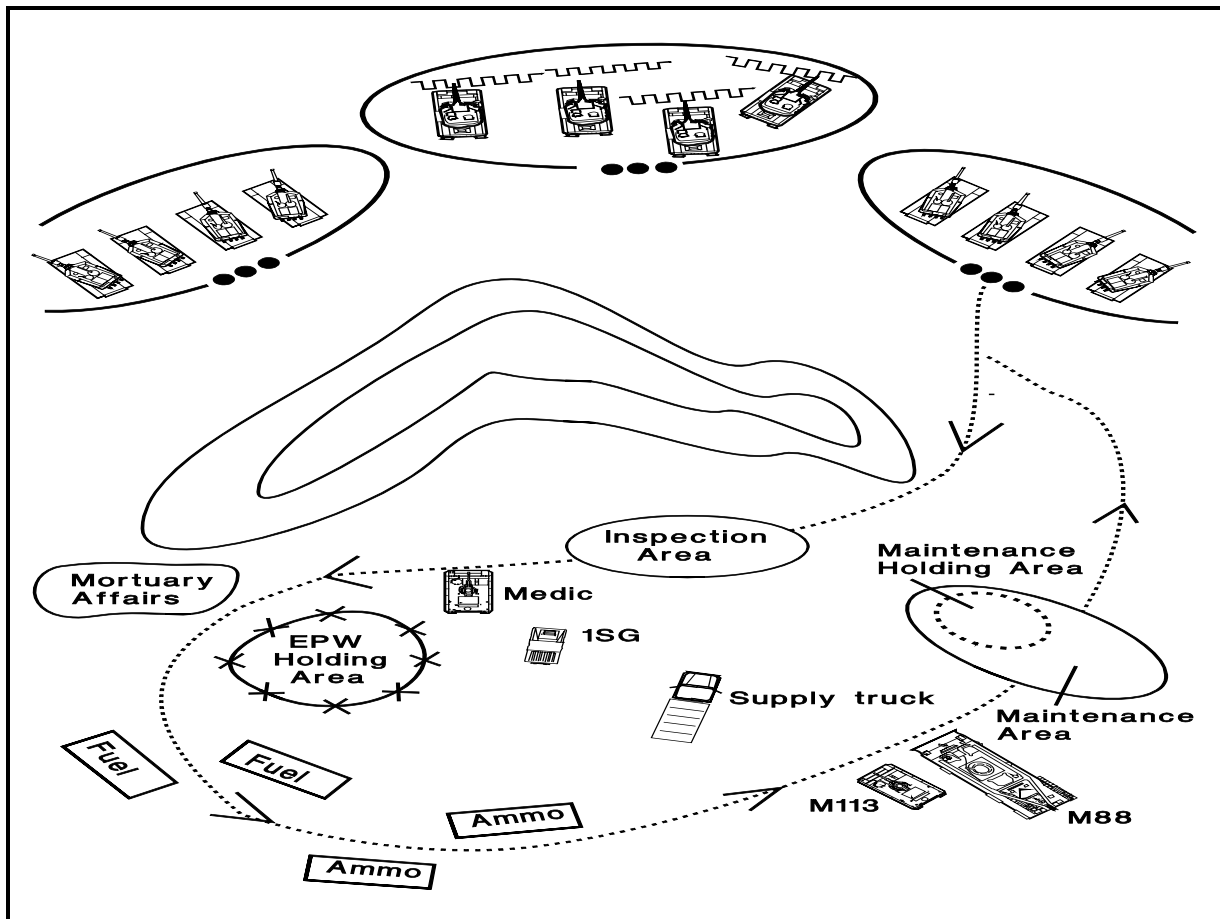 Inspection
Area
Maintenance
Holding Area
Mortuary
Affairs
Medic
EPW
Holding
Area
1SG
Supply truck
Maintenance
Area
Fuel
Fuel
M113
M88
Ammo
Ammo